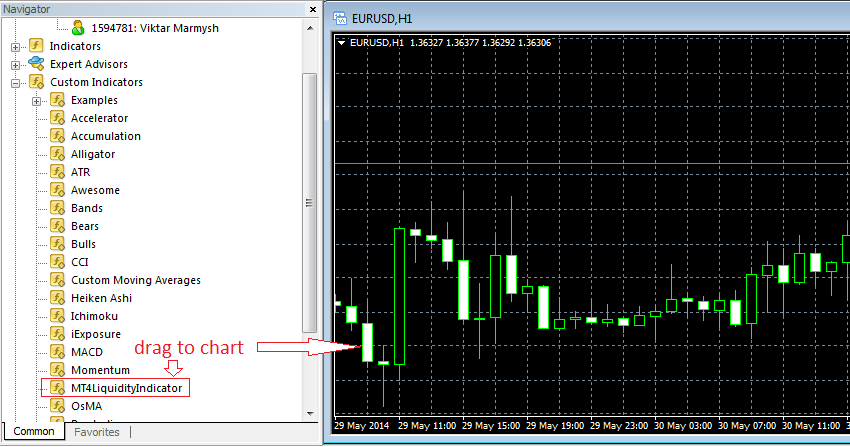 Navigator
1594781: Viktar Marmysh
Indicators
Expert Advisors
Custom Indicators
Examples
Accelerator
Accumulation
Alligator
ATR
Awesome
Bands
Bears
Bulls
CCI
Custom Moving Averages
Heiken Ashi
Ichimoku
iExposure
MACD
Momentum
MT4LiquidityIndicator
OsMA
Common
Favorites
drag to chart
EURUSD,H1
EURUSD,H1 1.36327 1.36377 1.36292 1.36306
29 May 2014 29 May 11:00 29 May 15:00 29 May 19:00 29 May 23:00 30 May 03:00 30 May 07:00 30 May 11:00